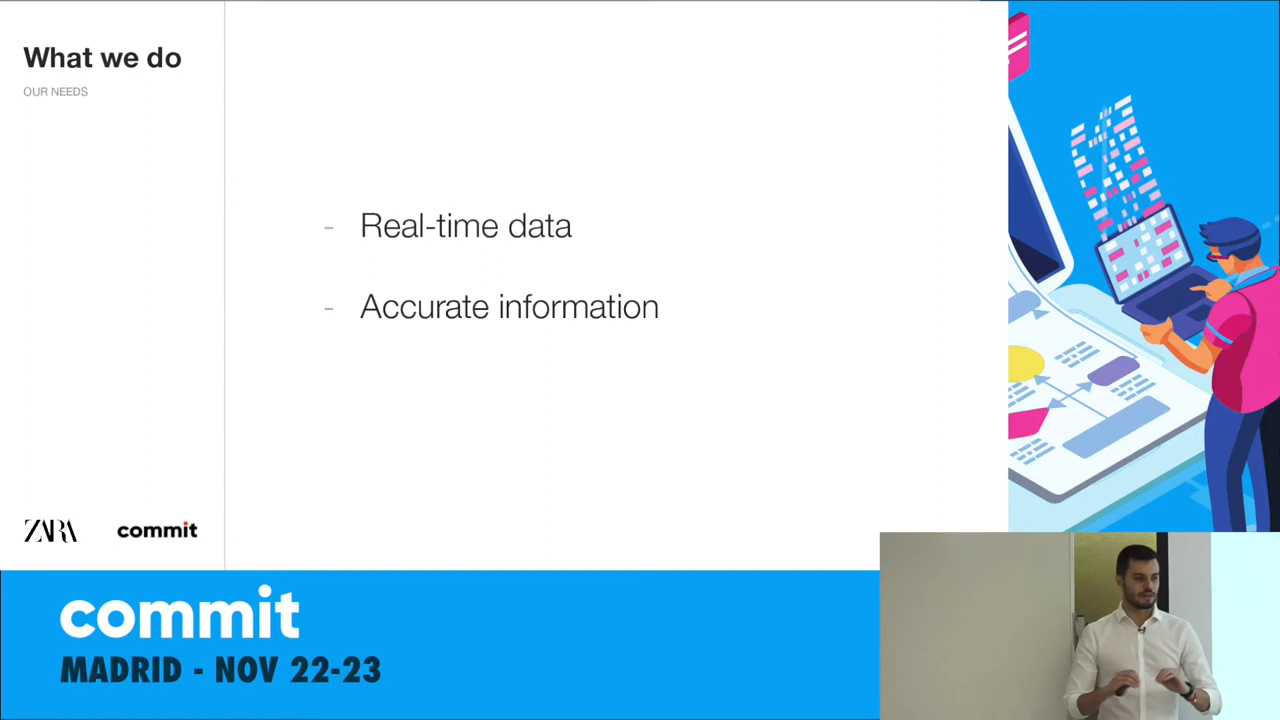 What we do
OUR NEEDS
- Real-time data
- Accurate information
ZARA commit
commit
MADRID - NOV 22-23